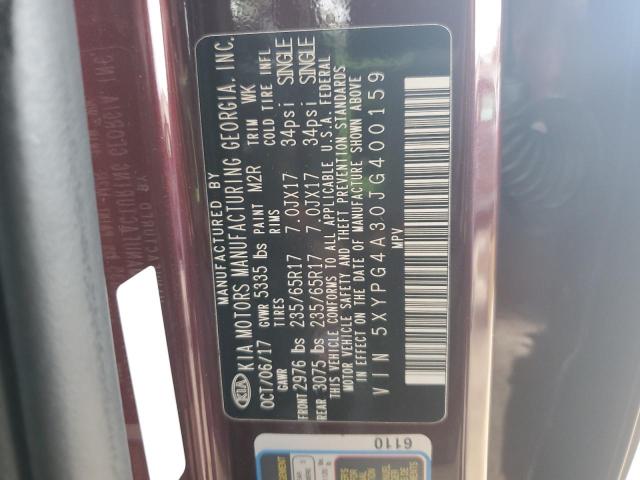 KIA
MANUFACTURED BY
KIA MOTORS MANUFACTURING GEORGIA, INC.
OCT/06/17 GVWR 5335 lbs PAINT M2R TRIM WK
GAWR TIRES RIMS COLD TIRE INFL
FRONT 2976 lbs 235/65R17 7.0JX17 34psi SINGLE
REAR 3075 lbs 235/65R17 7.0JX17 34psi SINGLE
THIS VEHICLE CONFORMS TO ALL APPLICABLE U.S.A. FEDERAL
MOTOR VEHICLE SAFETY AND THEFT PREVENTION STANDARDS
IN EFFECT ON THE DATE OF MANUFACTURE SHOWN ABOVE
VIN 5XYPG4A30JG400159
MPV
6110